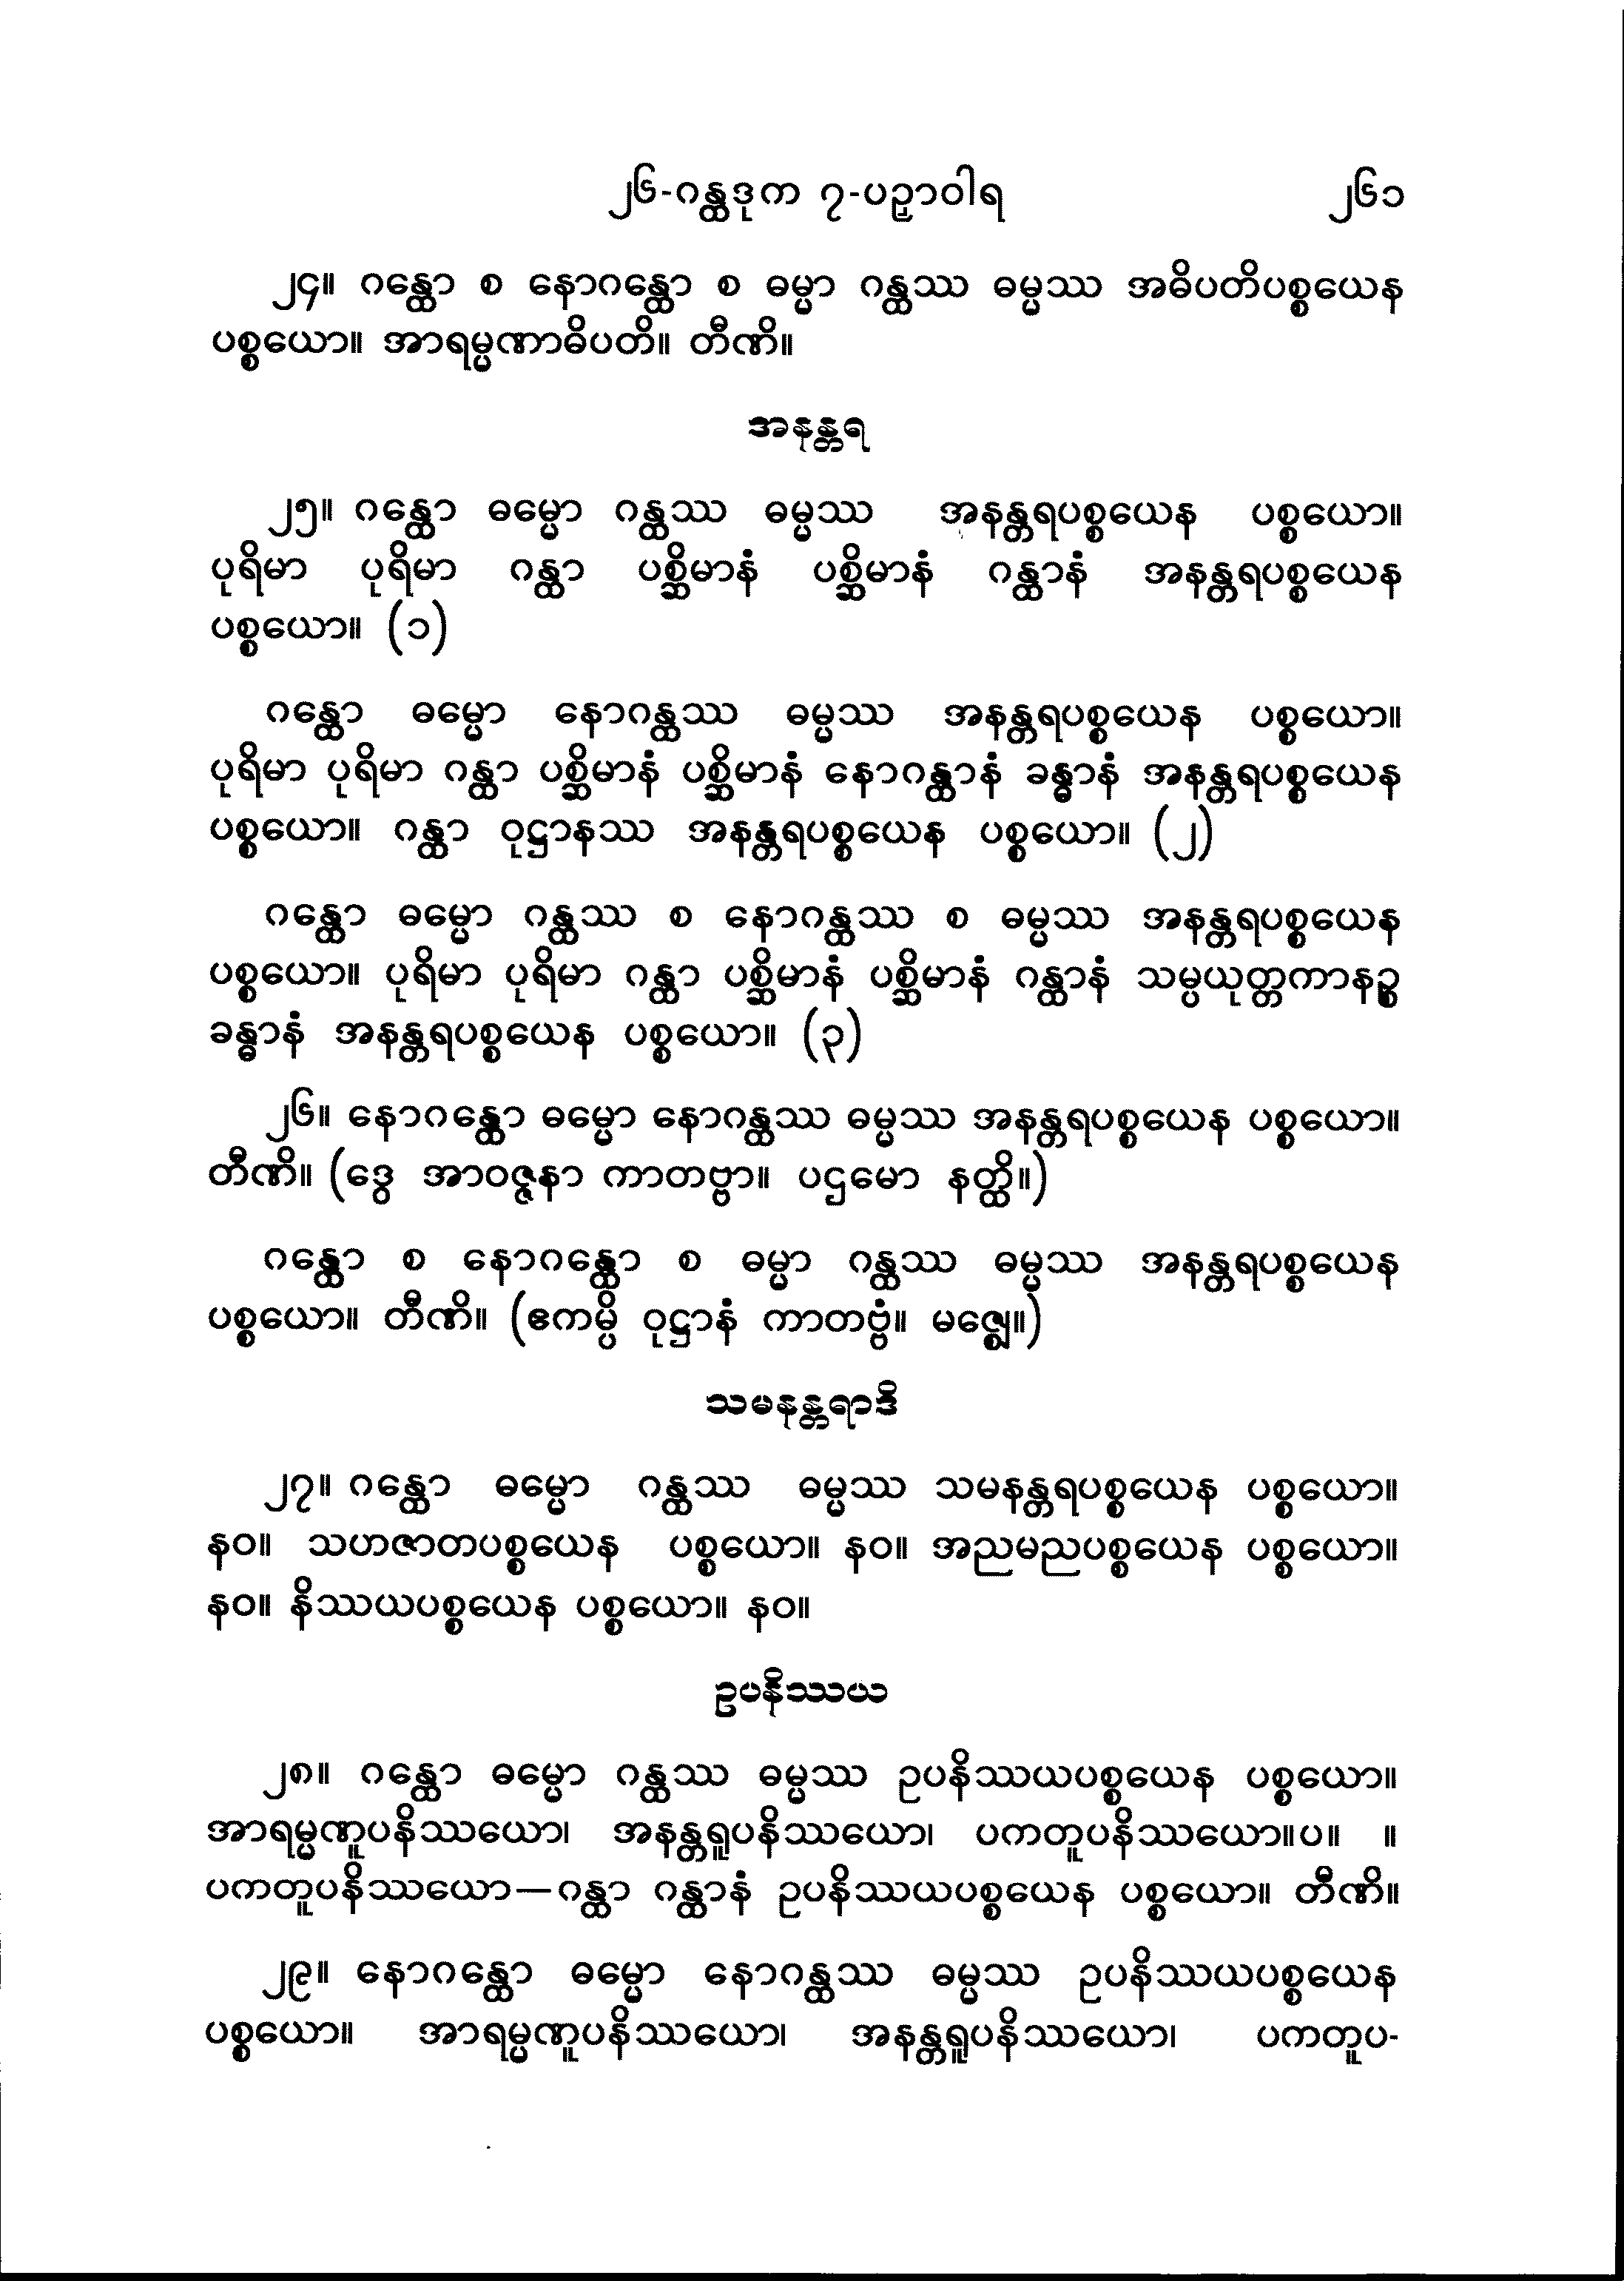 ၂၆-ဂန္ထဒုက ၇-ပဉှာဝါရ ၂၆၁
၂၄။ ဂန္ထော စ နောဂန္ထော စ ဓမ္မာ ဂန္ထဿ ဓမ္မဿ အဓိပတိပစ္စယေန
ပစ္စယော။ အာရမ္မဏာဓိပတိ။ တီဏိ။
အနန္တရ
၂၅။ ဂန္ထော ဓမ္မော ဂန္ထဿ ဓမ္မဿ အနန္တရပစ္စယေန ပစ္စယော။
ပုရိမာ ပုရိမာ ဂန္ထာ ပစ္ဆိမာနံ ပစ္ဆိမာနံ ဂန္ထာနံ အနန္တရပစ္စယေန
ပစ္စယော။ (၁)
ဂန္ထော ဓမ္မော နောဂန္ထဿ ဓမ္မဿ အနန္တရပစ္စယေန ပစ္စယော။
ပုရိမာ ပုရိမာ ဂန္ထာ ပစ္ဆိမာနံ ပစ္ဆိမာနံ နောဂန္ထာနံ ခန္ဓာနံ အနန္တရပစ္စယေန
ပစ္စယော။ ဂန္ထာ ဝုဋ္ဌာနဿ အနန္တရပစ္စယေန ပစ္စယော။ (၂)
ဂန္ထော ဓမ္မော ဂန္ထဿ စ နောဂန္ထဿ စ ဓမ္မဿ အနန္တရပစ္စယေန
ပစ္စယော။ ပုရိမာ ပုရိမာ ဂန္ထာ ပစ္ဆိမာနံ ပစ္ဆိမာနံ ဂန္ထာနံ သမ္ပယုတ္တကာနဉ္စ
ခန္ဓာနံ အနန္တရပစ္စယေန ပစ္စယော။ (၃)
၂၆။ နောဂန္ထော ဓမ္မော နောဂန္ထဿ ဓမ္မဿ အနန္တရပစ္စယေန ပစ္စယော။
တီဏိ။ (ဒွေ အာဝဇ္ဇနာ ကာတဗ္ဗာ။ ပဌမော နတ္ထိ။)
ဂန္ထော စ နောဂန္ထော စ ဓမ္မာ ဂန္ထဿ ဓမ္မဿ အနန္တရပစ္စယေန
ပစ္စယော။ တီဏိ။ (ဧကမ္ပိ ဝုဋ္ဌာနံ ကာတဗ္ဗံ။ မဇ္ဈေ။)
သမနန္တရာဒိ
၂၇။ ဂန္ထော ဓမ္မော ဂန္ထဿ ဓမ္မဿ သမနန္တရပစ္စယေန ပစ္စယော။
နဝ။ သဟဇာတပစ္စယေန ပစ္စယော။ နဝ။ အညမညပစ္စယေန ပစ္စယော။
နဝ။ နိဿယပစ္စယေန ပစ္စယော။ နဝ။
ဥပနိဿယ
၂၈။ ဂန္ထော ဓမ္မော ဂန္ထဿ ဓမ္မဿ ဥပနိဿယပစ္စယေန ပစ္စယော။
အာရမ္မဏူပနိဿယော၊ အနန္တရူပနိဿယော၊ ပကတူပနိဿယော။ပ။ ။
ပကတူပနိဿယော—ဂန္ထာ ဂန္ထာနံ ဥပနိဿယပစ္စယေန ပစ္စယော။ တီဏိ။
၂၉။ နောဂန္ထော ဓမ္မော နောဂန္ထဿ ဓမ္မဿ ဥပနိဿယပစ္စယေန
ပစ္စယော။ အာရမ္မဏူပနိဿယော၊ အနန္တရူပနိဿယော၊ ပကတူပ-